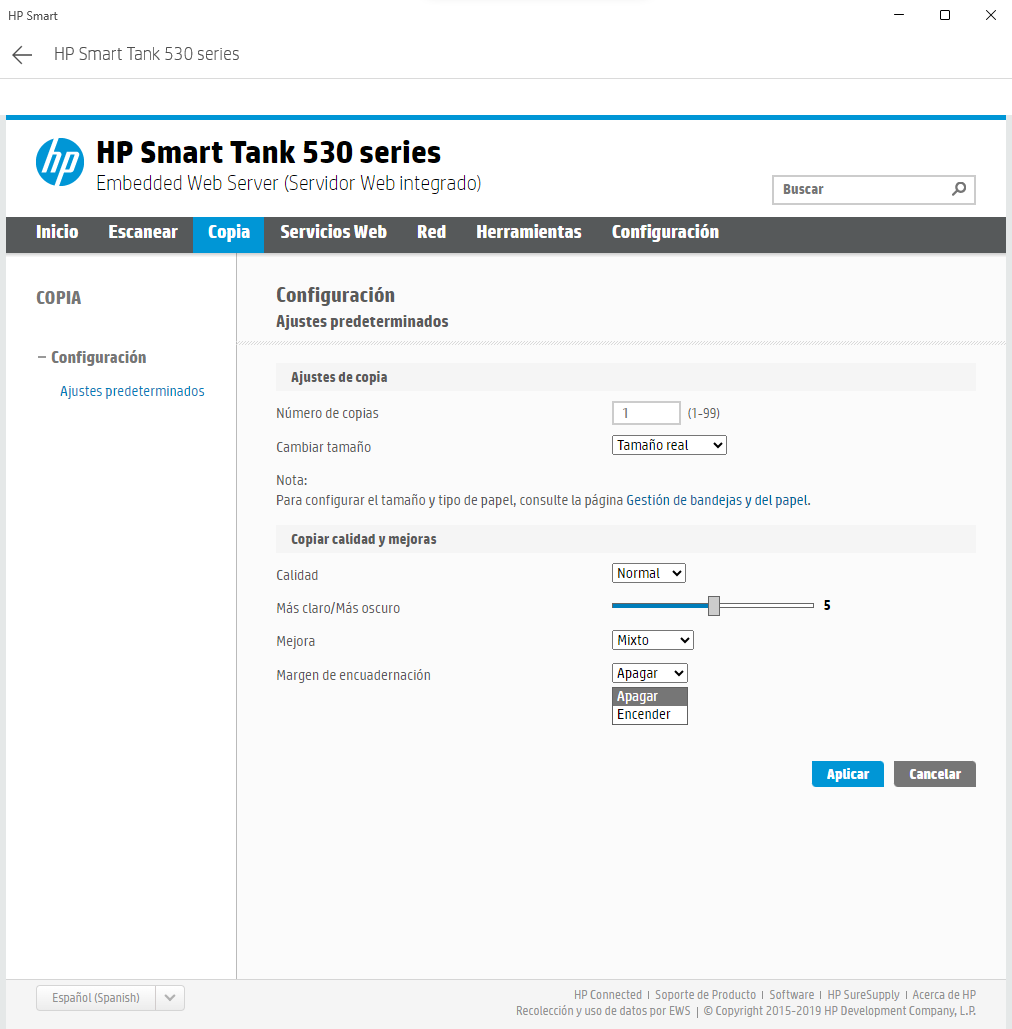 HP Smart
HP Smart Tank 530 series
hp
HP Smart Tank 530 series
Embedded Web Server (Servidor Web integrado)
Buscar
Inicio Escanear Copia Servicios Web Red Herramientas Configuración
COPIA
Configuración
Ajustes predeterminados
– Configuración
Ajustes predeterminados
Ajustes de copia
Número de copias 1 (1-99)
Cambiar tamaño Tamaño real
Nota:
Para configurar el tamaño y tipo de papel, consulte la página Gestión de bandejas y del papel.
Copiar calidad y mejoras
Calidad Normal
Más claro/Más oscuro 5
Mejora Mixto
Margen de encuadernación Apagar
Apagar
Encender
Aplicar Cancelar
Español (Spanish)
HP Connected | Soporte de Producto | Software | HP SureSupply | Acerca de HP
Recolección y uso de datos por EWS | © Copyright 2015-2019 HP Development Company, L.P.